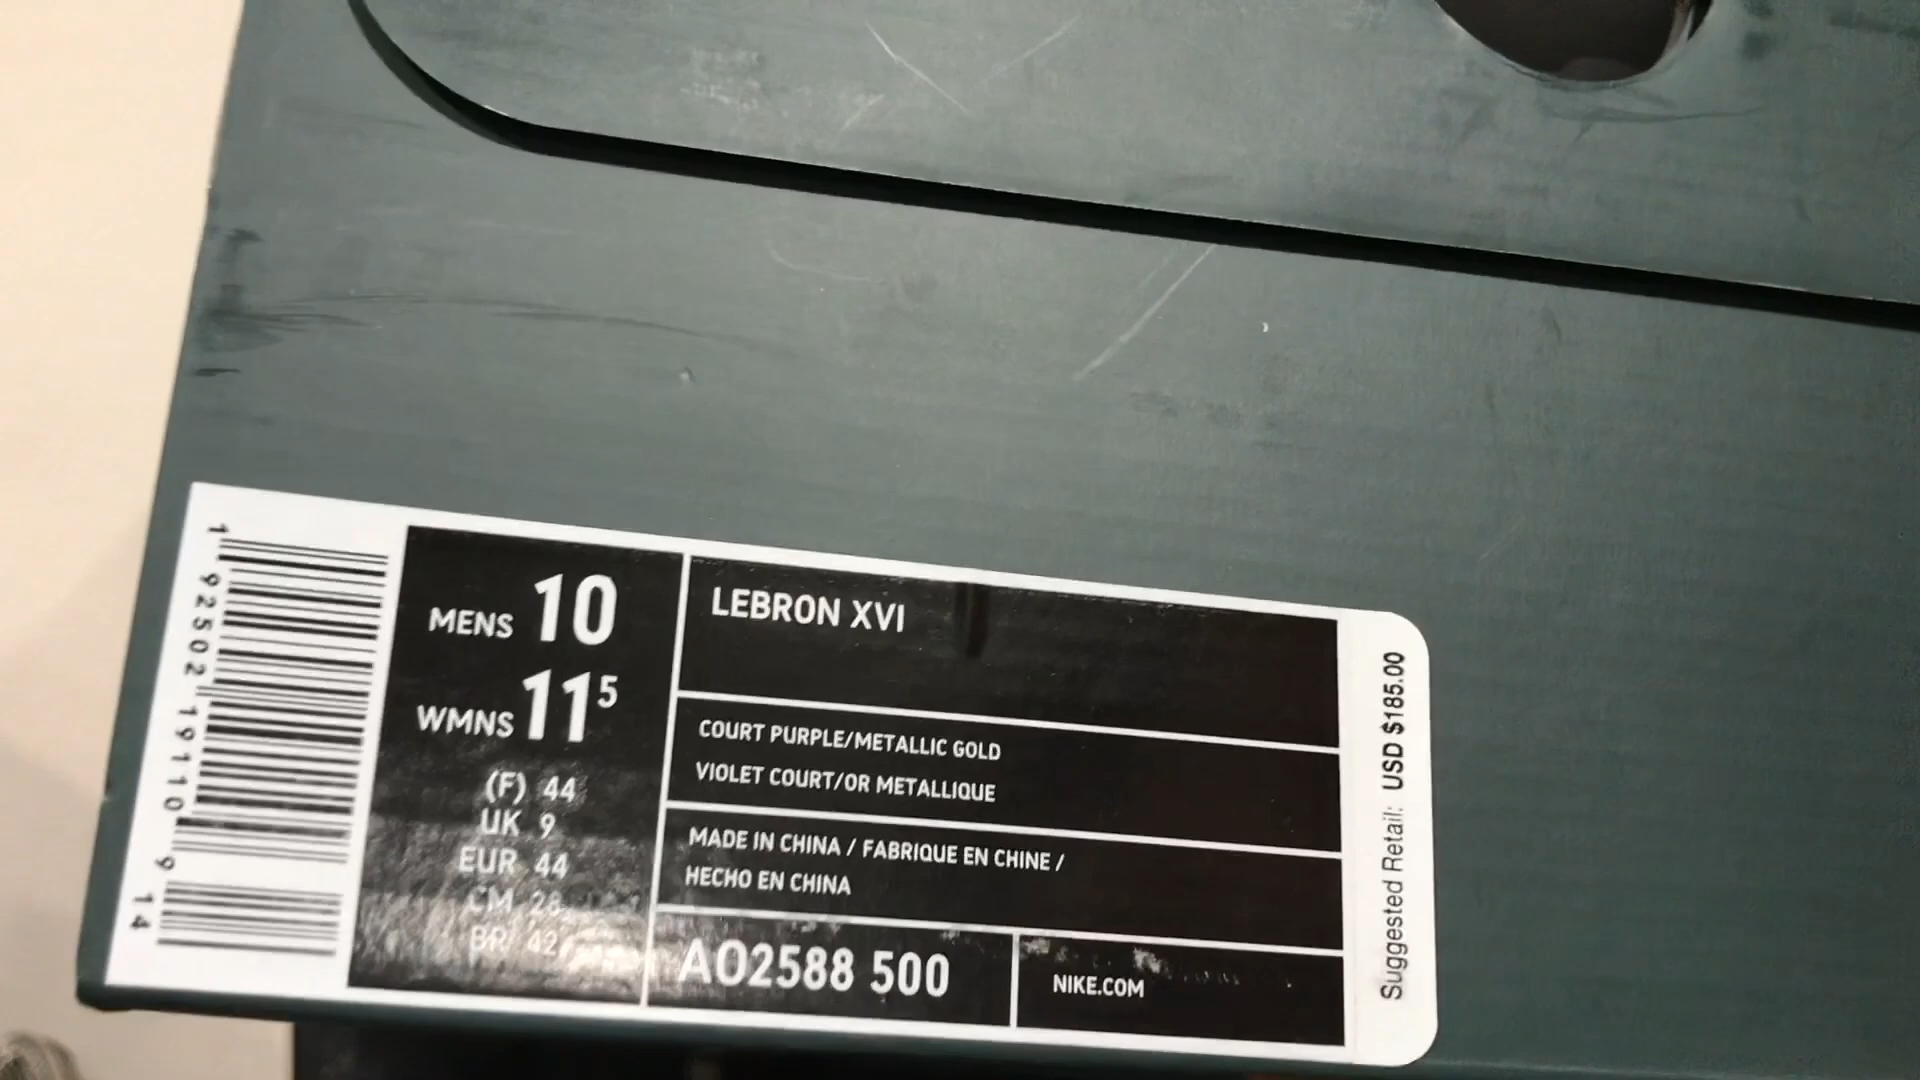 1 92502 19110 9 14
MENS 10
WMNS 11 5
(F) 44
UK 9
EUR 44
CM 28
BR 42
LEBRON XVI
COURT PURPLE/METALLIC GOLD
VIOLET COURT/OR METALLIQUE
MADE IN CHINA / FABRIQUE EN CHINE /
HECHO EN CHINA
AO2588 500
NIKE.COM
Suggested Retail: USD $185.00